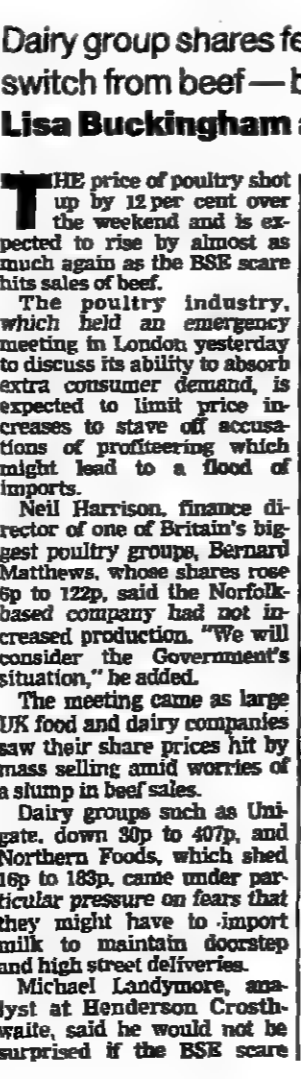 Dairy group shares fe
switch from beef — b
Lisa Buckingham a
THE price of poultry shot
up by 12 per cent over
the weekend and is ex-
pected to rise by almost as
much again as the BSE scare
hits sales of beef.
The poultry industry,
which held an emergency
meeting in London yesterday
to discuss its ability to absorb
extra consumer demand, is
expected to limit price in-
creases to stave off accusa-
tions of profiteering which
might lead to a flood of
imports.
Neil Harrison, finance di-
rector of one of Britain's big-
gest poultry groups, Bernard
Matthews, whose shares rose
6p to 122p, said the Norfolk-
based company had not in-
creased production. "We will
consider the Government's
situation," he added.
The meeting came as large
UK food and dairy companies
saw their share prices hit by
mass selling amid worries of
a slump in beef sales.
Dairy groups such as Uni-
gate, down 30p to 407p, and
Northern Foods, which shed
16p to 183p, came under par-
ticular pressure on fears that
they might have to import
milk to maintain doorstep
and high street deliveries.
Michael Landymore, ana-
lyst at Henderson Crosth-
waite, said he would not be
surprised if the BSE scare